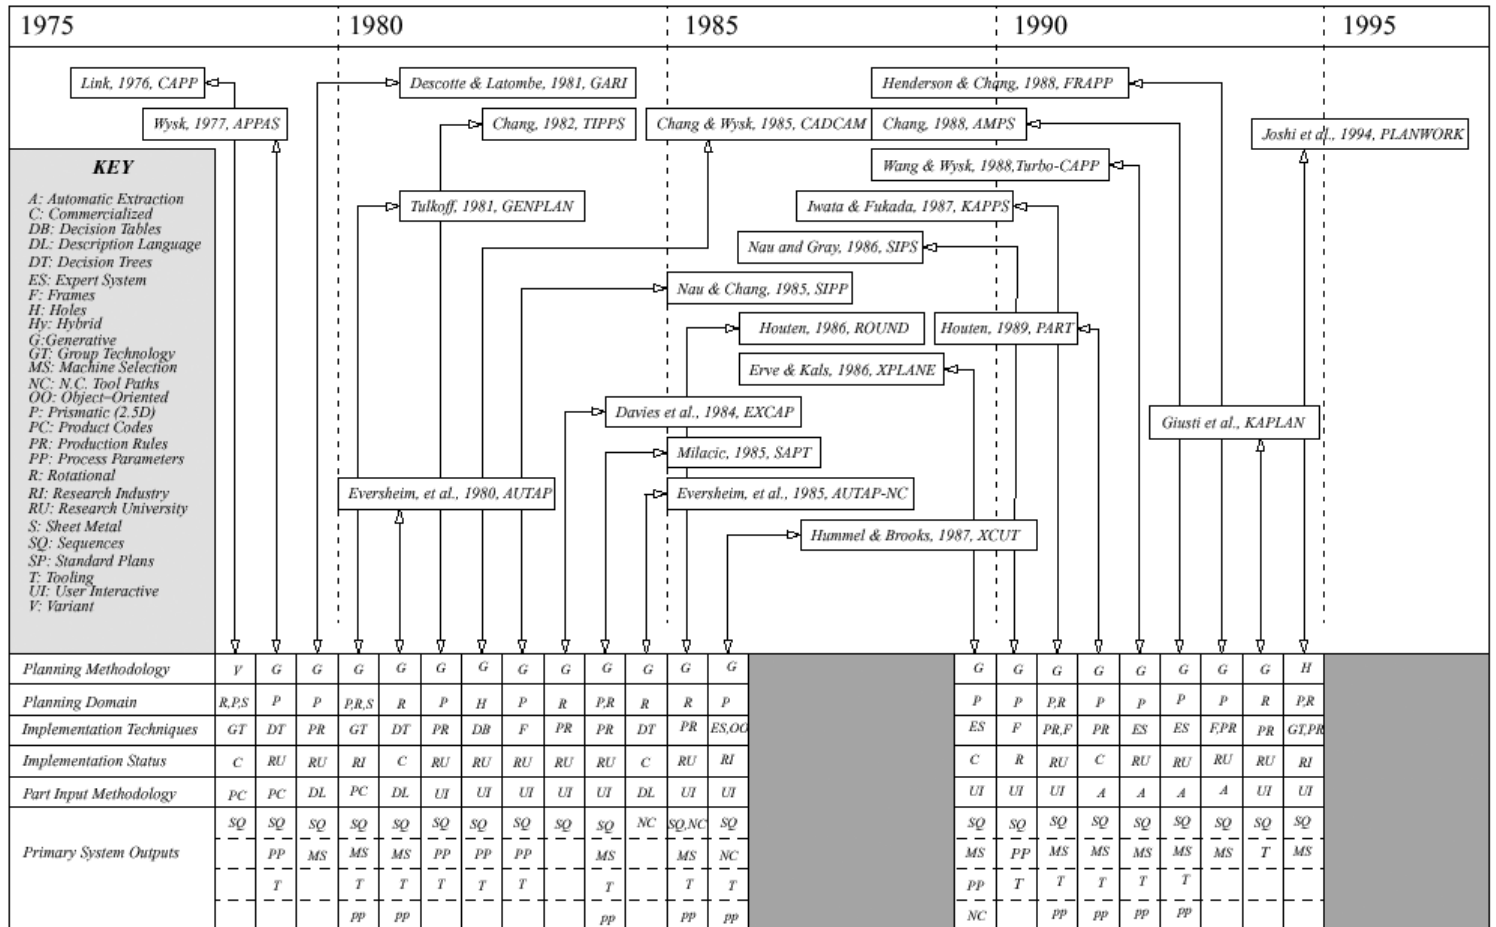 1975 1980 1985 1990 1995
Link, 1976, CAPP
Descotte & Latombe, 1981, GARI
Henderson & Chang, 1988, FRAPP
Wysk, 1977, APPAS
Chang, 1982, TIPPS
Chang & Wysk, 1985, CADCAM
Chang, 1988, AMPS
Joshi et al., 1994, PLANWORK
Wang & Wysk, 1988,Turbo-CAPP
Tulkoff, 1981, GENPLAN
Iwata & Fukada, 1987, KAPPS
Nau and Gray, 1986, SIPS
Nau & Chang, 1985, SIPP
Houten, 1986, ROUND
Houten, 1989, PART
Erve & Kals, 1986, XPLANE
Davies et al., 1984, EXCAP
Giusti et al., KAPLAN
Milacic, 1985, SAPT
Eversheim, et al., 1980, AUTAP
Eversheim, et al., 1985, AUTAP-NC
Hummel & Brooks, 1987, XCUT
KEY
A: Automatic Extraction
C: Commercialized
DB: Decision Tables
DL: Description Language
DT: Decision Trees
ES: Expert System
F: Frames
H: Holes
Hy: Hybrid
G:Generative
GT: Group Technology
MS: Machine Selection
NC: N.C. Tool Paths
OO: Object-Oriented
P: Prismatic (2.5D)
PC: Product Codes
PR: Production Rules
PP: Process Parameters
R: Rotational
RI: Research Industry
RU: Research University
S: Sheet Metal
SQ: Sequences
SP: Standard Plans
T: Tooling
UI: User Interactive
V: Variant
Planning Methodology V G G G G G G G G G G G G G G G G G G G G H
Planning Domain R,P,S P P P,R,S R P H P R P,R R R P P P P,R P P P P R P,R
Implementation Techniques GT DT PR GT DT PR DB F PR PR DT PR ES,OO ES F PR,F PR ES ES F,PR PR GT,PR
Implementation Status C RU RU RI C RU RU RU RU RU C RU RI C R RU C RU RU RU RU RI
Part Input Methodology PC PC DL PC DL UI UI UI UI UI DL UI UI UI UI UI A A A A UI UI
Primary System Outputs
SQ SQ SQ SQ SQ SQ SQ SQ SQ SQ NC SQ,NC SQ SQ SQ SQ SQ SQ SQ SQ SQ SQ
PP MS MS MS PP PP PP MS MS NC MS PP MS MS MS MS MS T MS
T T T T T T T T T PP T T T T T
PP PP PP PP PP NC PP PP PP PP